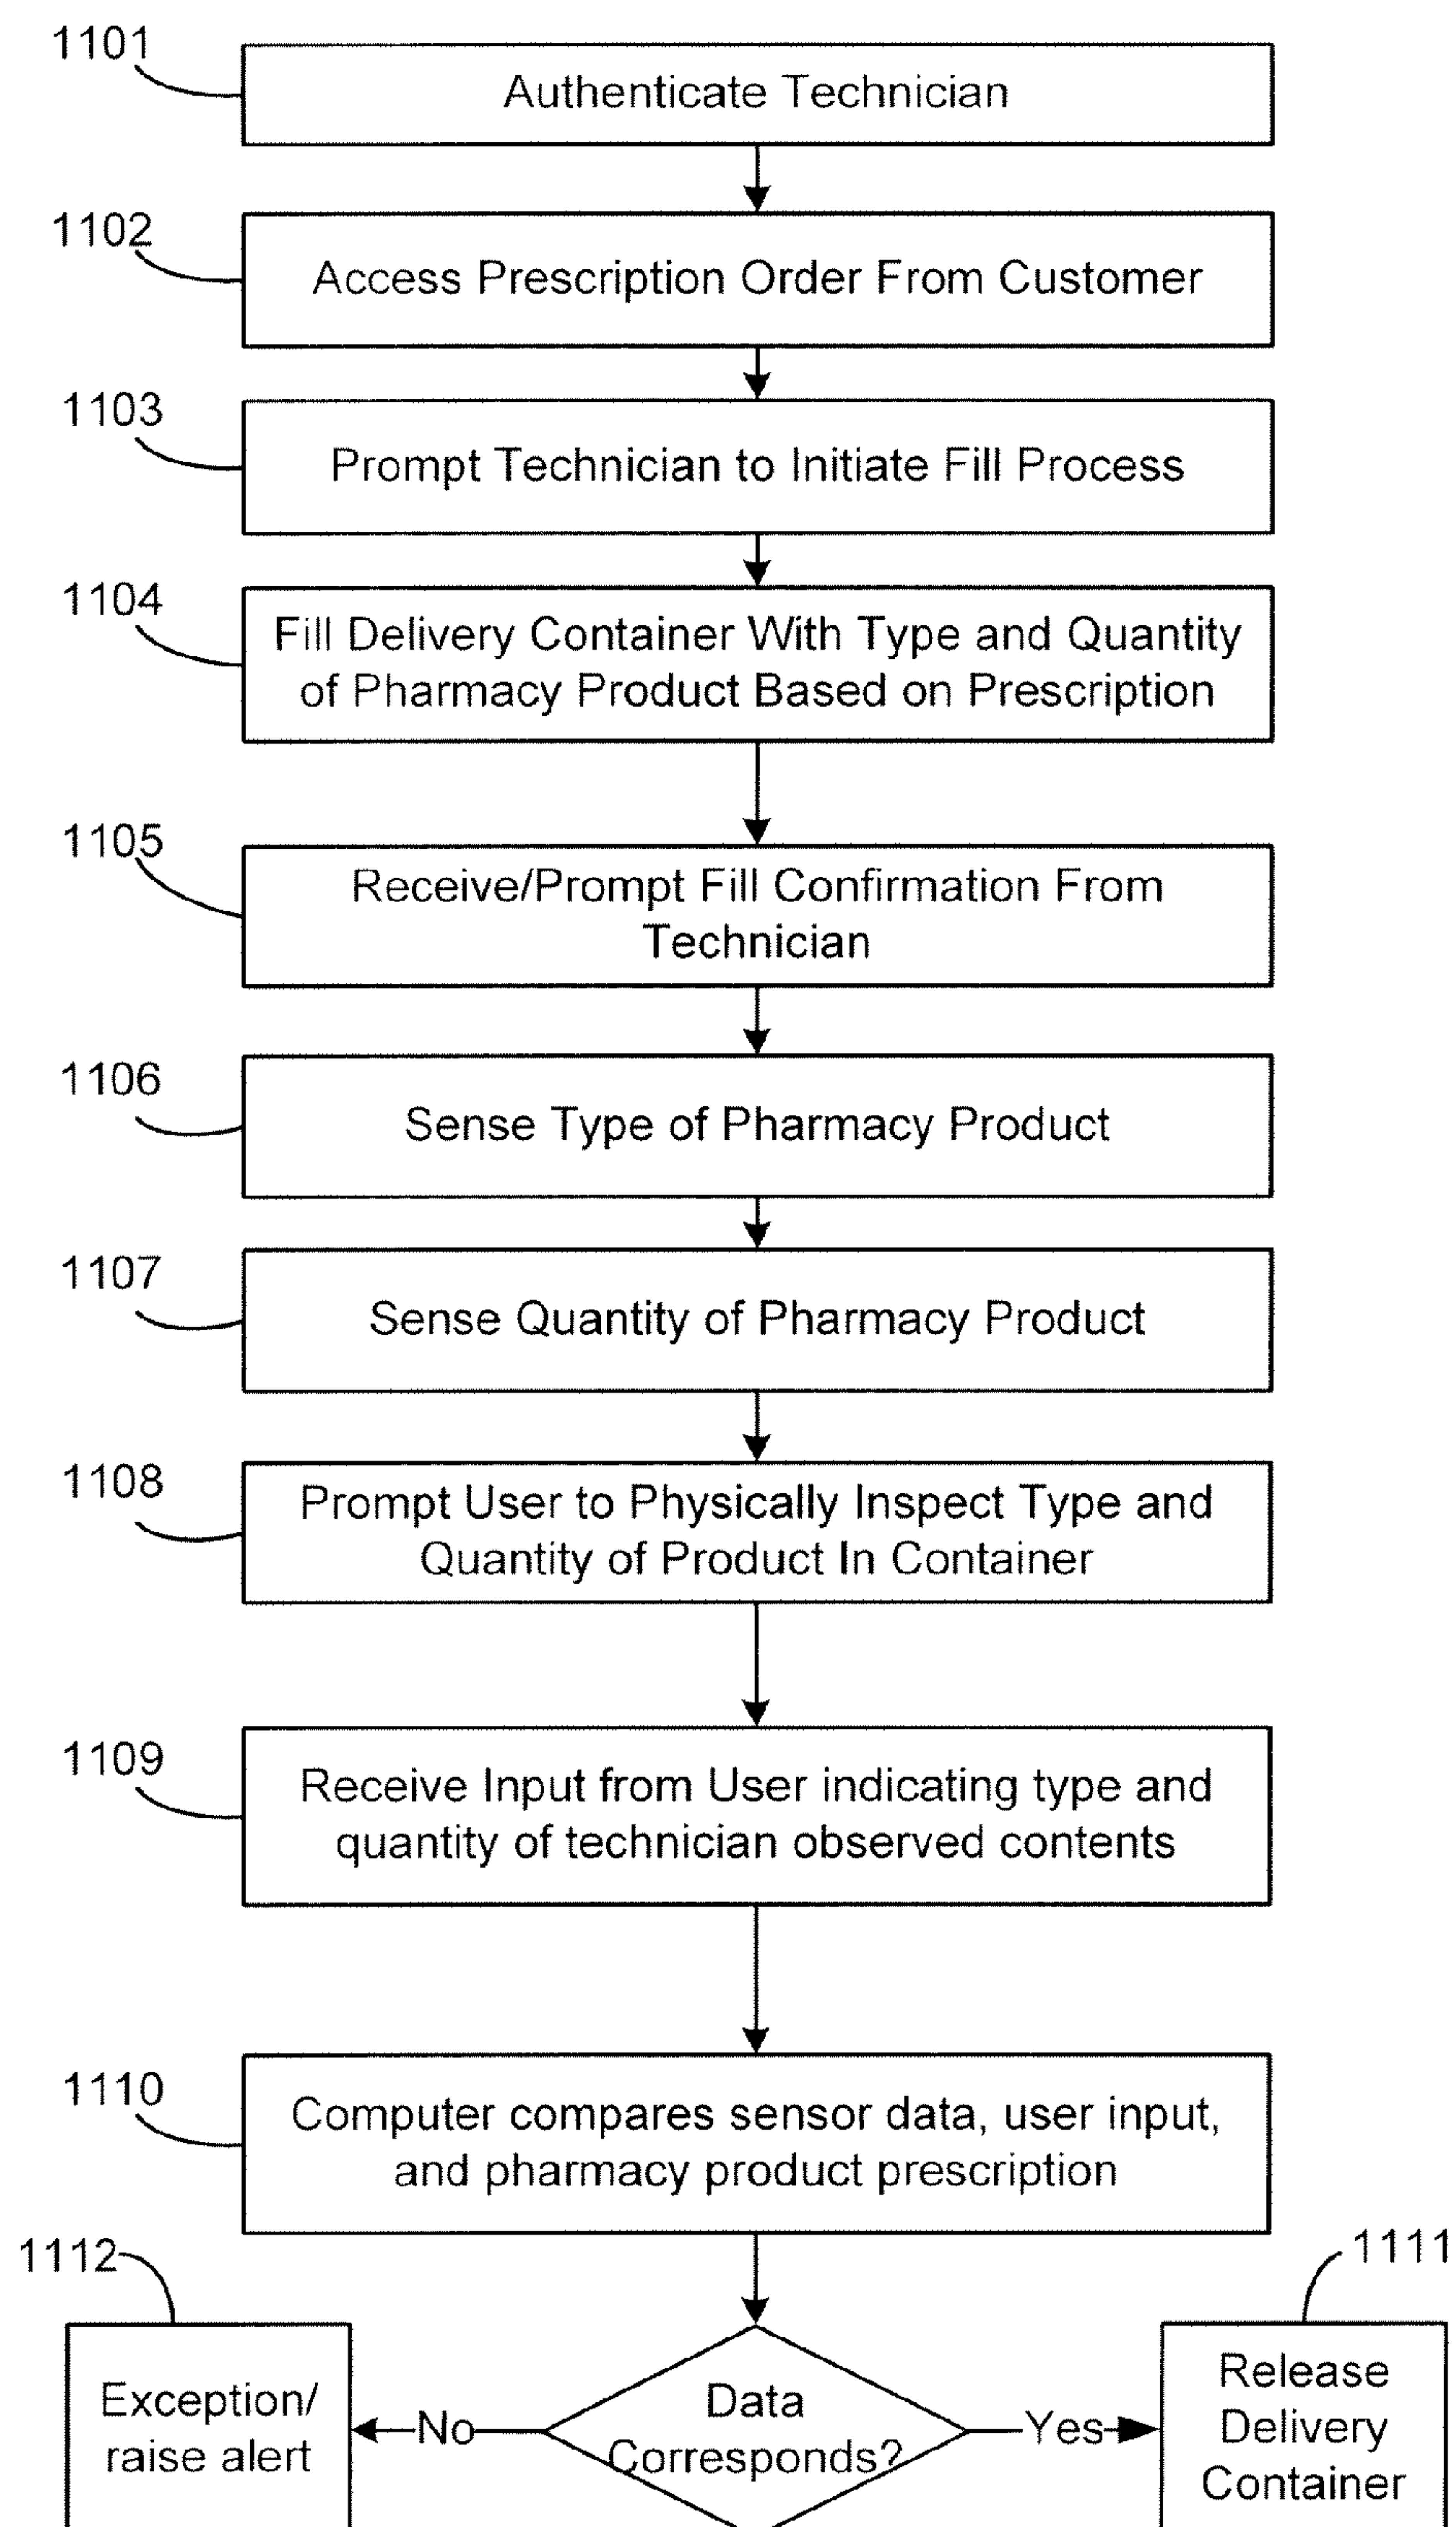 1101
Authenticate Technician
1102
Access Prescription Order From Customer
1103
Prompt Technician to Initiate Fill Process
1104
Fill Delivery Container With Type and Quantity
of Pharmacy Product Based on Prescription
1105
Receive/Prompt Fill Confirmation From
Technician
1106
Sense Type of Pharmacy Product
1107
Sense Quantity of Pharmacy Product
1108
Prompt User to Physically Inspect Type and
Quantity of Product In Container
1109
Receive Input from User indicating type and
quantity of technician observed contents
1110
Computer compares sensor data, user input,
and pharmacy product prescription
1112
1111
Exception/
raise alert
No
Data
Corresponds?
Yes
Release
Delivery
Container